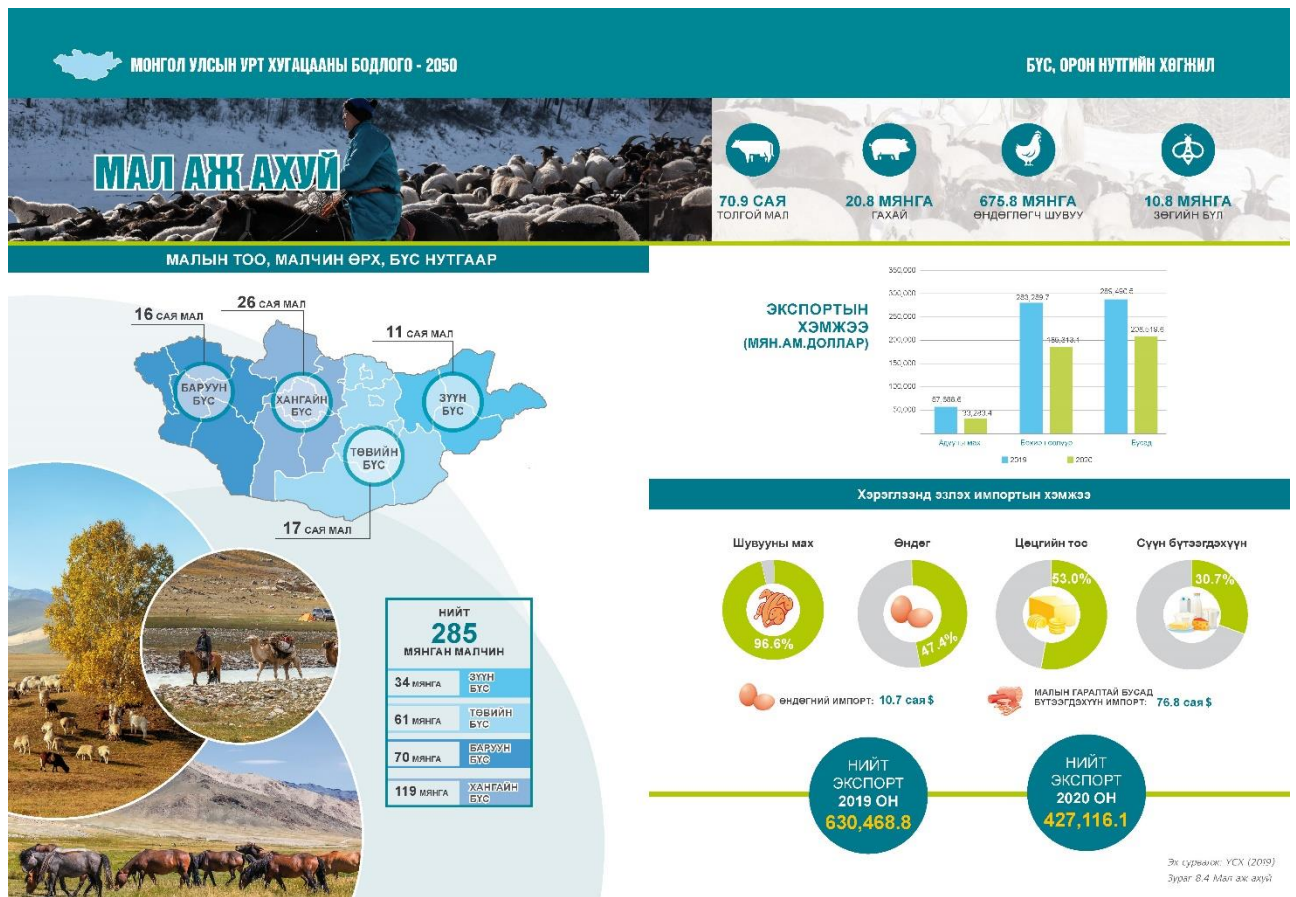 МОНГОЛ УЛСЫН УРТ ХУГАЦААНЫ БОДЛОГО - 2050
БҮС, ОРОН НУТГИЙН ХӨГЖИЛ
МАЛ АЖ АХУЙ
70.9 САЯ
ТОЛГОЙ МАЛ
20.8 МЯНГА
ГАХАЙ
675.8 МЯНГА
ӨНДӨГЛӨГЧ ШУВУУ
10.8 МЯНГА
ЗӨГИЙН БҮЛ
МАЛЫН ТОО, МАЛЧИН ӨРХ, БҮС НУТГААР
16 САЯ МАЛ
26 САЯ МАЛ
11 САЯ МАЛ
БАРУУН
БҮС
ХАНГАЙН
БҮС
ЗҮҮН
БҮС
ТӨВИЙН
БҮС
17 САЯ МАЛ
НИЙТ
285
МЯНГАН МАЛЧИН
34 МЯНГА
ЗҮҮН
БҮС
61 МЯНГА
ТӨВИЙН
БҮС
70 МЯНГА
БАРУУН
БҮС
119 МЯНГА
ХАНГАЙН
БҮС
ЭКСПОРТЫН
ХЭМЖЭЭ
(МЯН.АМ.ДОЛЛАР)
350,000
300,000
250,000
200,000
150,000
100,000
50,000
33,283.4
283,289.7
Адууны мах
Бусад
2019
2020
Хэрэглээнд эзлэх импортын хэмжээ
Шувууны мах
Өндөг
Цөцгийн тос
Сүүн бүтээгдэхүүн
96.6%
47.4%
53.0%
30.7%
ӨНДӨГНИЙ ИМПОРТ: 10.7 сая $
МАЛЫН ГАРАЛТАЙ БУСАД
БҮТЭЭГДЭХҮҮН ИМПОРТ: 76.8 сая $
НИЙТ
ЭКСПОРТ
2019 ОН
630,468.8
НИЙТ
ЭКСПОРТ
2020 ОН
427,116.1
Эх сурвалж: ҮСХ (2019)
Зураг 8.4 Мал аж ахуй